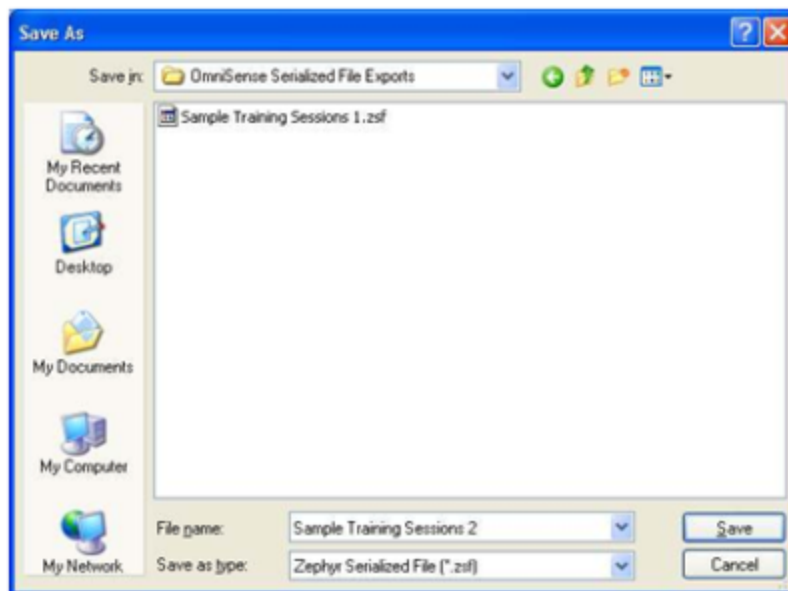 Save As
Save in:
OmniSense Serialized File Exports
Sample Training Sessions 1.zsf
My Recent
Documents
Desktop
My Documents
My Computer
My Network
File name:
Sample Training Sessions 2
Save
Save as type:
Zephyr Serialized File (*.zsf)
Cancel